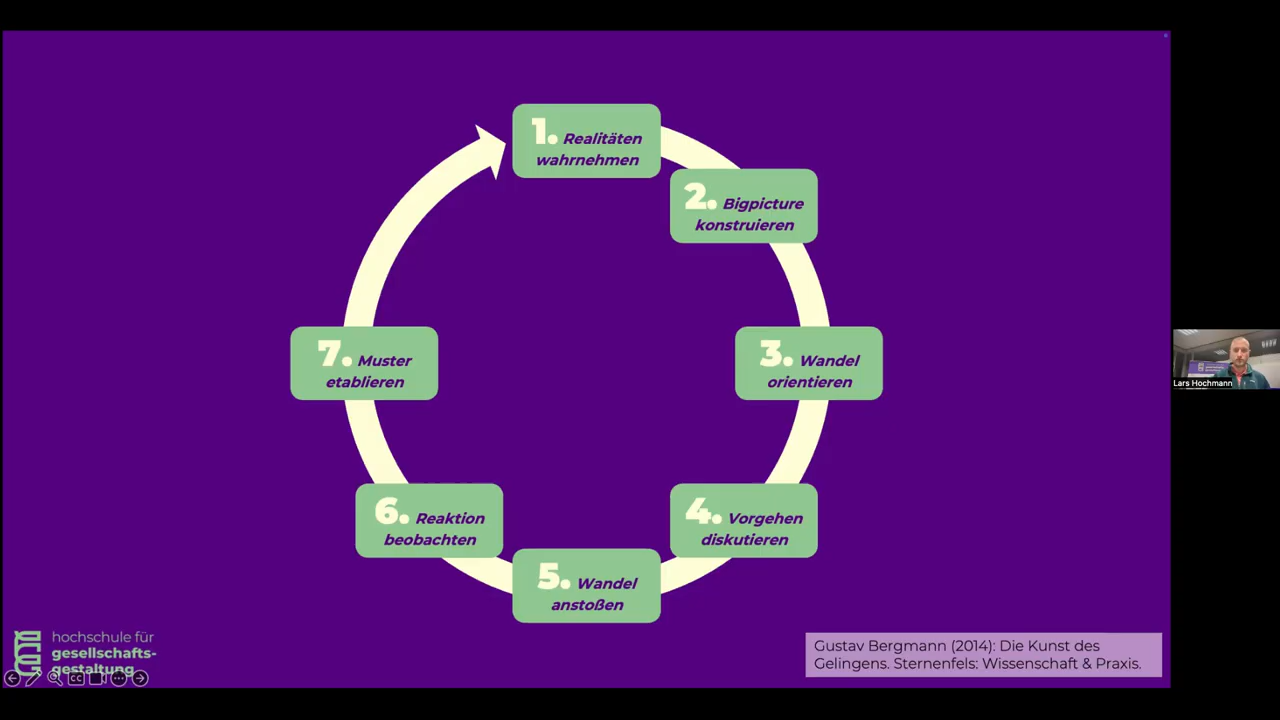 1. Realitäten
wahrnehmen
2. Bigpicture
konstruieren
3. Wandel
orientieren
4. Vorgehen
diskutieren
5. Wandel
anstoßen
6. Reaktion
beobachten
7. Muster
etablieren
hochschule für
gesellschafts-
gestaltung
CC
Gustav Bergmann (2014): Die Kunst des
Gelingens. Sternenfels: Wissenschaft & Praxis.
Lars Hochmann